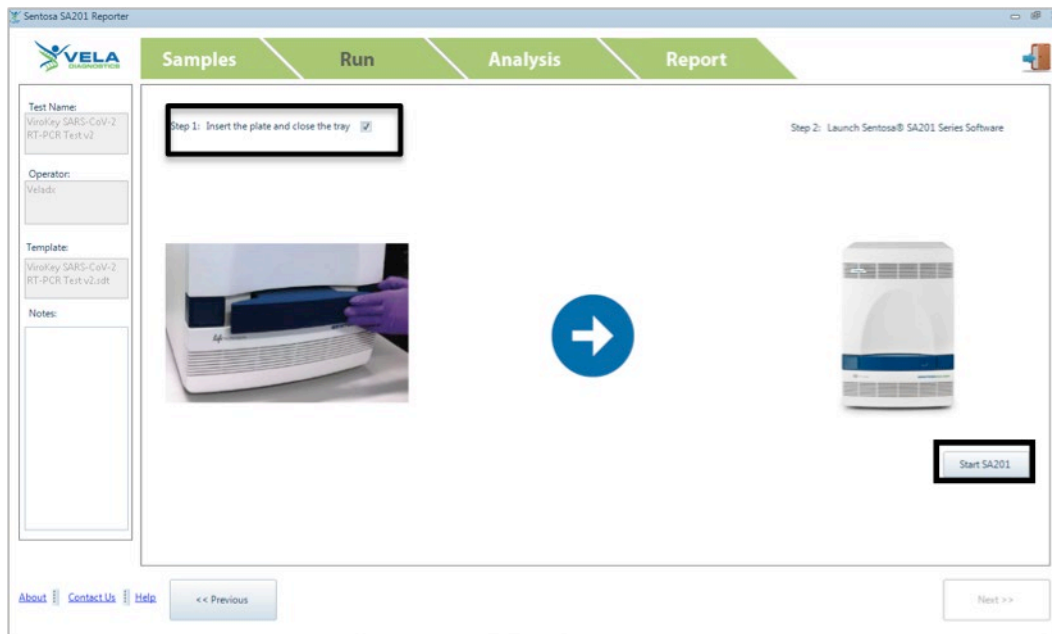 Sentosa SA201 Reporter
VELA
DIAGNOSTICS
Samples
Run
Analysis
Report
Test Name:
ViroKey SARS-CoV-2
RT-PCR Test v2
Operator:
Veladx
Template:
ViroKey SARS-CoV-2
RT-PCR Test v2.sdt
Notes:
Step 1: Insert the plate and close the tray
Step 2: Launch Sentosa® SA201 Series Software
Start SA201
About
Contact Us
Help
<< Previous
Next >>